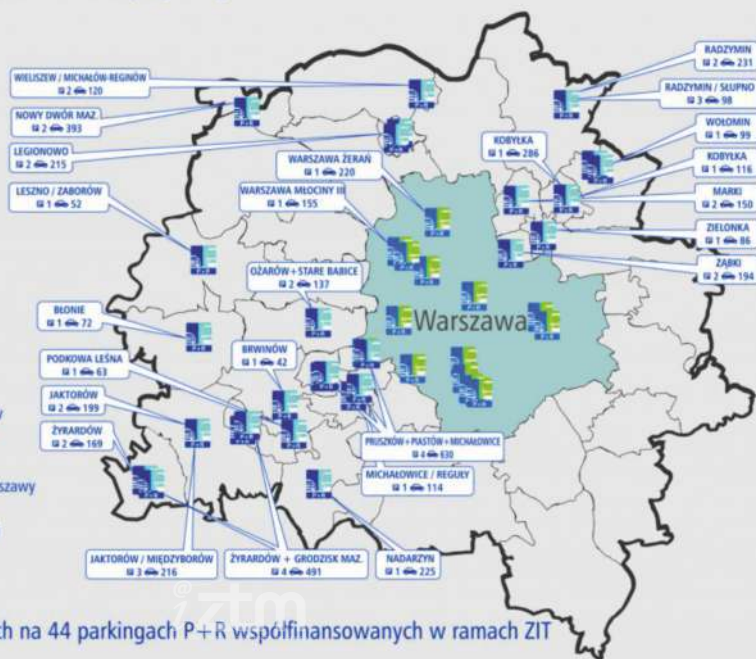 WIELISZEW / MICHAŁÓW-REGINÓW
2 120
NOWY DWÓR MAZ.
2 393
LEGIONOWO
2 215
LESZNO / ZABORÓW
1 52
BŁONIE
1 72
PODKOWA LEŚNA
1 63
JAKTORÓW
2 199
ŻYRARDÓW
2 169
WARSZAWA ŻERAŃ
1 220
WARSZAWA MŁOCINY III
1 155
OŻARÓW + STARE BABICE
2 137
BRWINÓW
1 42
Warszawa
KOBYŁKA
1 286
RADZYMIN
2 231
RADZYMIN / SŁUPNO
3 98
WOŁOMIN
1 99
KOBYŁKA
1 116
MARKI
2 150
ZIELONKA
1 86
ZĄBKI
2 194
PRUSZKÓW + PIASTÓW + MICHAŁOWICE
4 630
MICHAŁOWICE / REGUŁY
1 114
szawy
JAKTORÓW / MIĘDZYBORÓW
3 216
ŻYRARDÓW + GRODZISK MAZ.
4 491
NADARZYN
1 225
iztm
ch na 44 parkingach P+R współfinansowanych w ramach ZIT